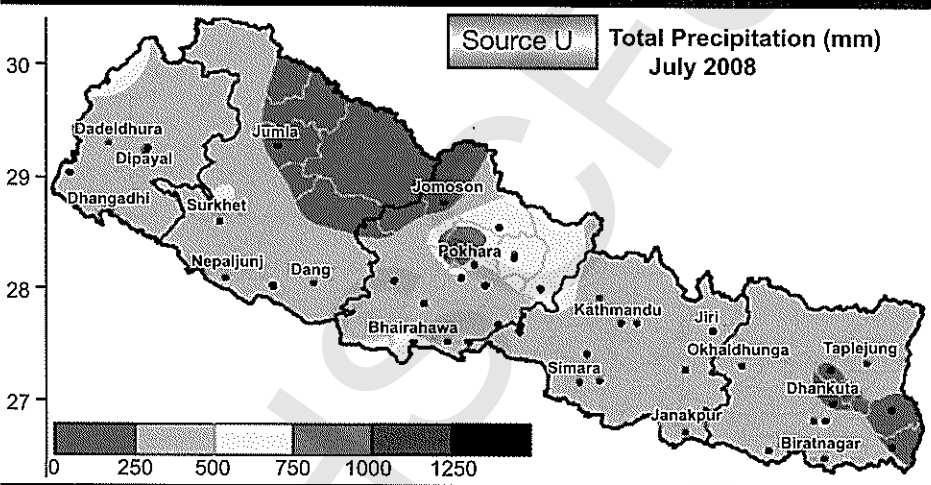 Source U
Total Precipitation (mm)
July 2008
30
29
28
27
Dadeldhura
Dipayal
Dhangadhi
Jumla
Surkhet
Jomoson
Nepaljunj
Dang
Pokhara
Bhairahawa
Kathmandu
Jiri
Simara
Okhaldhunga
Taplejung
Dhankuta
Janakpur
Biratnagar
0 250 500 750 1000 1250